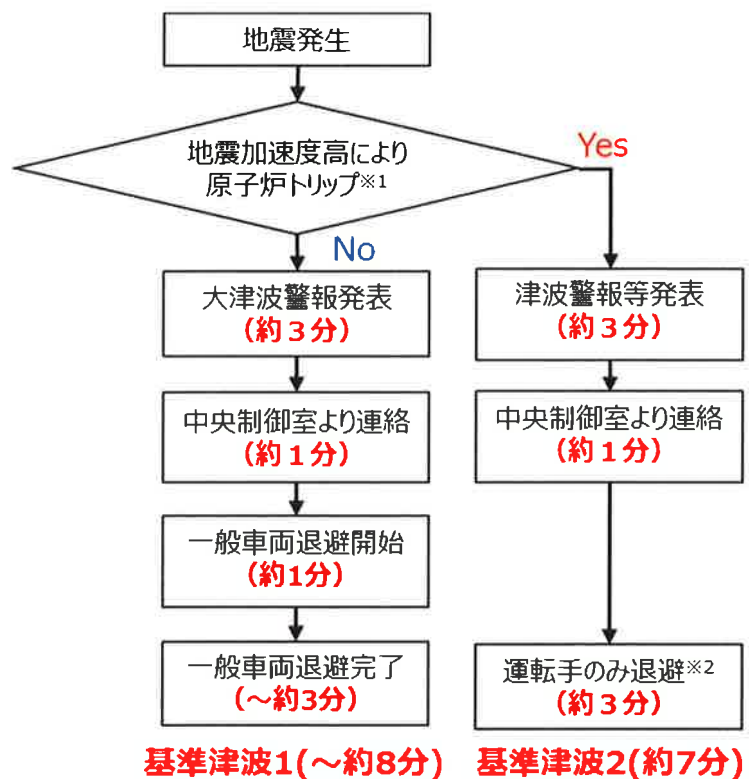 地震発生
地震加速度高により
原子炉トリップ※1
Yes
No
大津波警報発表
(約3分)
中央制御室より連絡
(約1分)
一般車両退避開始
(約1分)
一般車両退避完了
(～約3分)
基準津波1(～約8分)
津波警報等発表
(約3分)
中央制御室より連絡
(約1分)
運転手のみ退避※2
(約3分)
基準津波2(約7分)